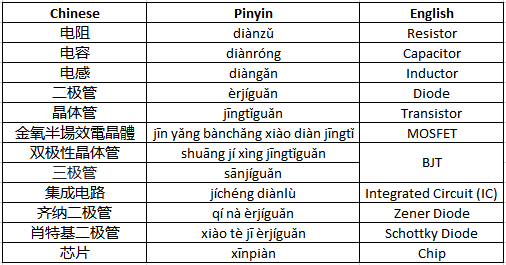 Chinese Pinyin English
电阻 diànzǔ Resistor
电容 diànróng Capacitor
电感 diàngǎn Inductor
二极管 èrjíguǎn Diode
晶体管 jīngtǐguǎn Transistor
金氧半場效電晶體 jīn yǎng bànchǎng xiào diàn jīngtǐ MOSFET
双极性晶体管 shuāng jí xìng jīngtǐguǎn BJT
三极管 sānjíguǎn
集成电路 jíchéng diànlù Integrated Circuit (IC)
齐纳二极管 qí nà èrjíguǎn Zener Diode
肖特基二极管 xiào tè jī èrjíguǎn Schottky Diode
芯片 xīnpiàn Chip